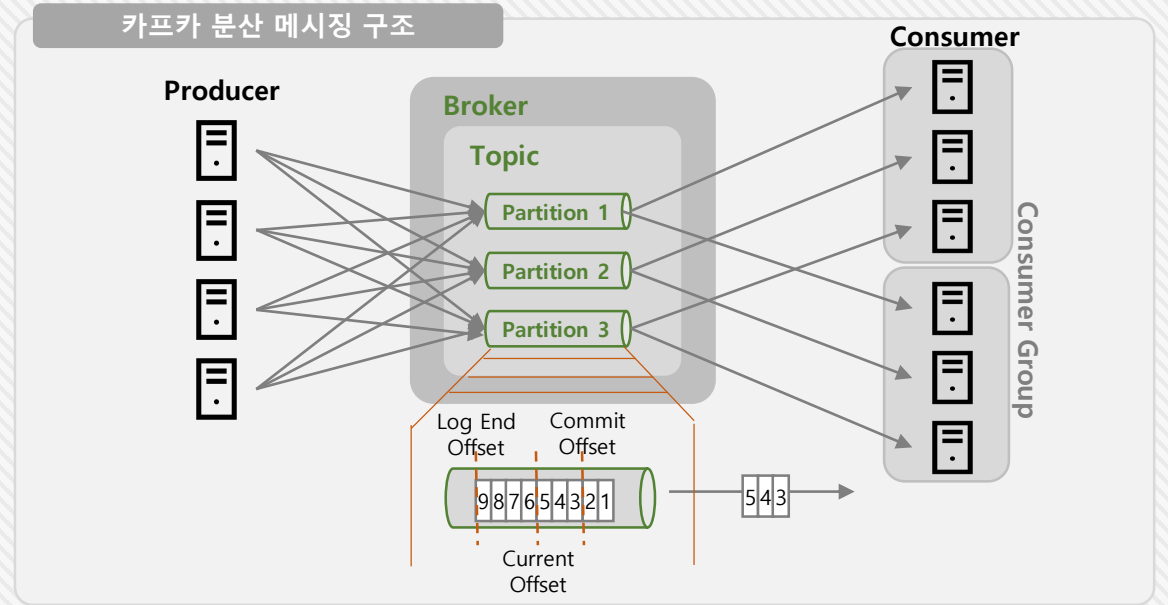 카프카 분산 메시징 구조
Producer
Broker
Topic
Partition 1
Partition 2
Partition 3
Consumer
Consumer Group
Log End
Offset
Commit
Offset
9 8 7 6 5 4 3 2 1
5 4 3
Current
Offset